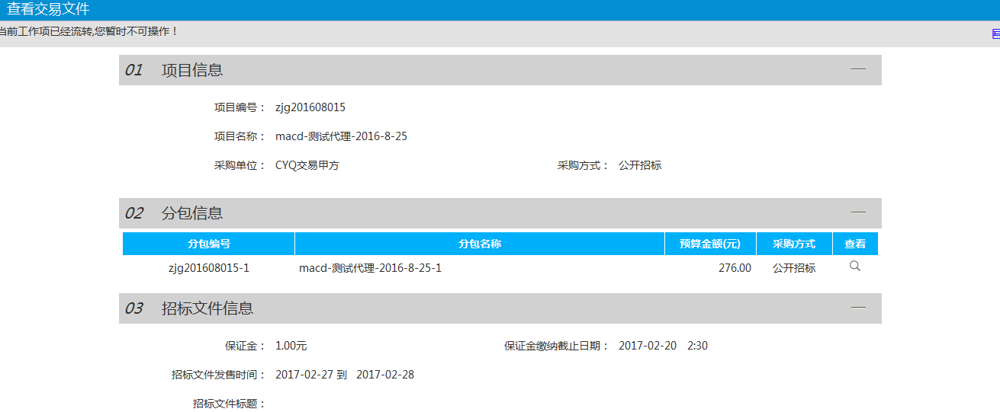 查看交易文件
当前工作项已经流转,您暂时不可操作！
01 项目信息
项目编号： zjg201608015
项目名称： macd-测试代理-2016-8-25
采购单位： CYQ交易甲方 采购方式： 公开招标
02 分包信息
分包编号 分包名称 预算金额(元) 采购方式 查看
zjg201608015-1 macd-测试代理-2016-8-25-1 276.00 公开招标
03 招标文件信息
保证金： 1.00元 保证金缴纳截止日期： 2017-02-20 2:30
招标文件发售时间： 2017-02-27 到 2017-02-28
招标文件标题：